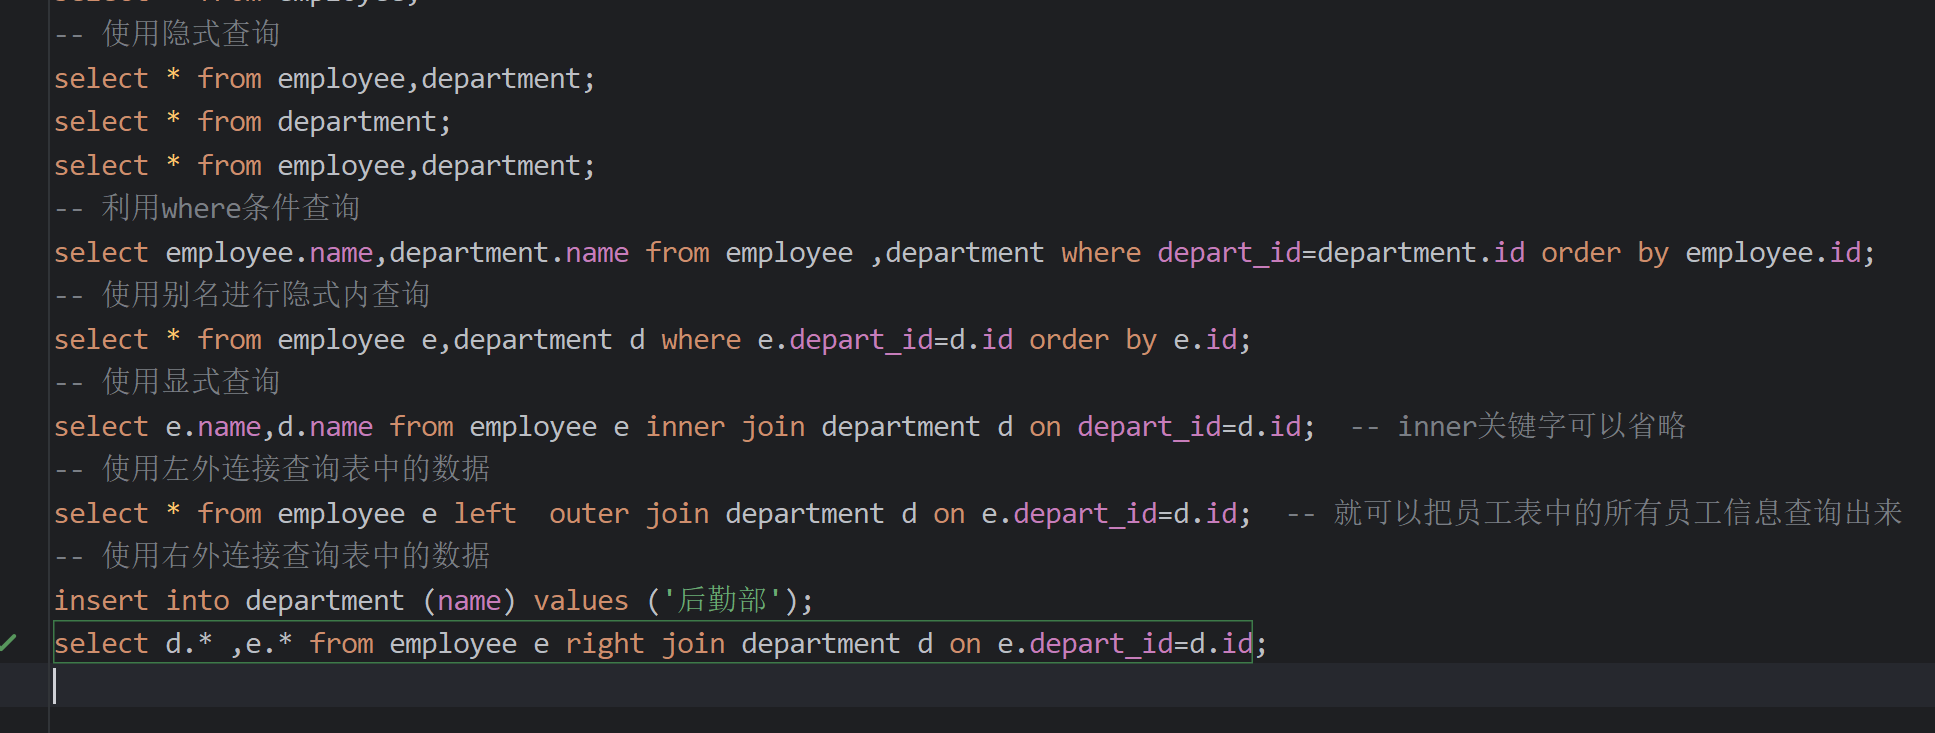 select * from employee;
-- 使用隐式查询
select * from employee,department;
select * from department;
select * from employee,department;
-- 利用where条件查询
select employee.name,department.name from employee ,department where depart_id=department.id order by employee.id;
-- 使用别名进行隐式内查询
select * from employee e,department d where e.depart_id=d.id order by e.id;
-- 使用显式查询
select e.name,d.name from employee e inner join department d on depart_id=d.id;  -- inner关键字可以省略
-- 使用左外连接查询表中的数据
select * from employee e left  outer join department d on e.depart_id=d.id;  -- 就可以把员工表中的所有员工信息查询出来
-- 使用右外连接查询表中的数据
insert into department (name) values ('后勤部');
select d.* ,e.* from employee e right join department d on e.depart_id=d.id;